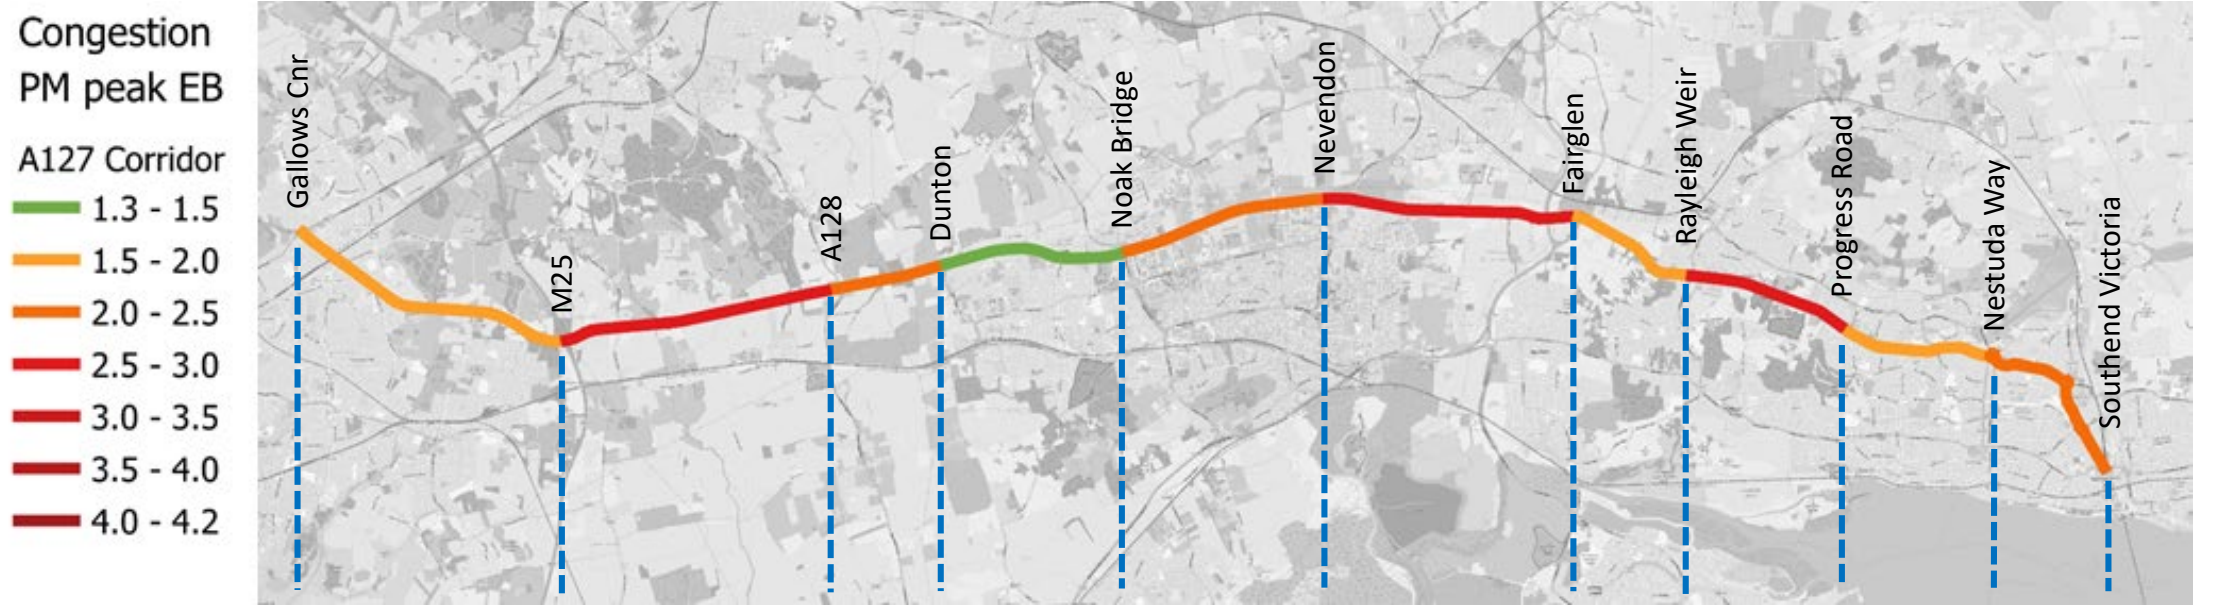 Congestion
PM peak EB
A127 Corridor
1.3 - 1.5
1.5 - 2.0
2.0 - 2.5
2.5 - 3.0
3.0 - 3.5
3.5 - 4.0
4.0 - 4.2
Gallows Cnr
M25
A128
Dunton
Noak Bridge
Nevendon
Fairglen
Rayleigh Weir
Progress Road
Nestuda Way
Southend Victoria